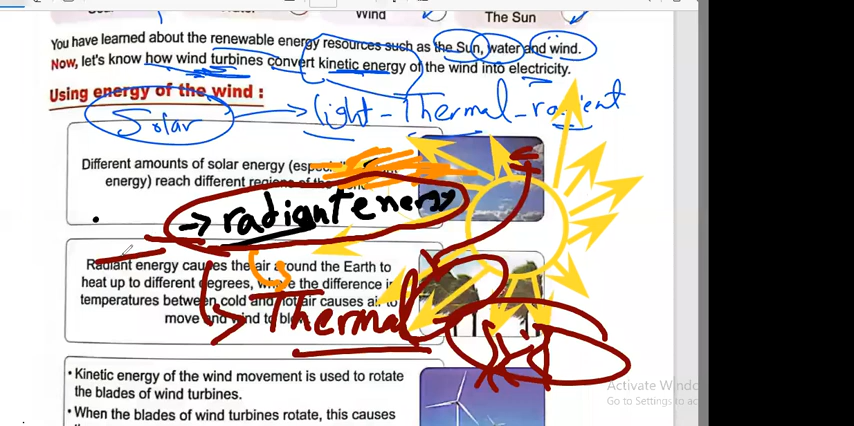 Wind The Sun
You have learned about the renewable energy resources such as the Sun, water and wind.
Now, let's know how wind turbines convert kinetic energy of the wind into electricity.
Using energy of the wind :
Solar → light - Thermal - radient
Different amounts of solar energy
energy) reach different regions of the
→ radiant energy
Radiant energy causes the air around the Earth to
heat up to different degrees, where the difference in
temperatures between cold and hot air causes air to
move and wind to blow
Thermal
• Kinetic energy of the wind movement is used to rotate
the blades of wind turbines.
• When the blades of wind turbines rotate, this causes
Activate Windo
Go to Settings to ac